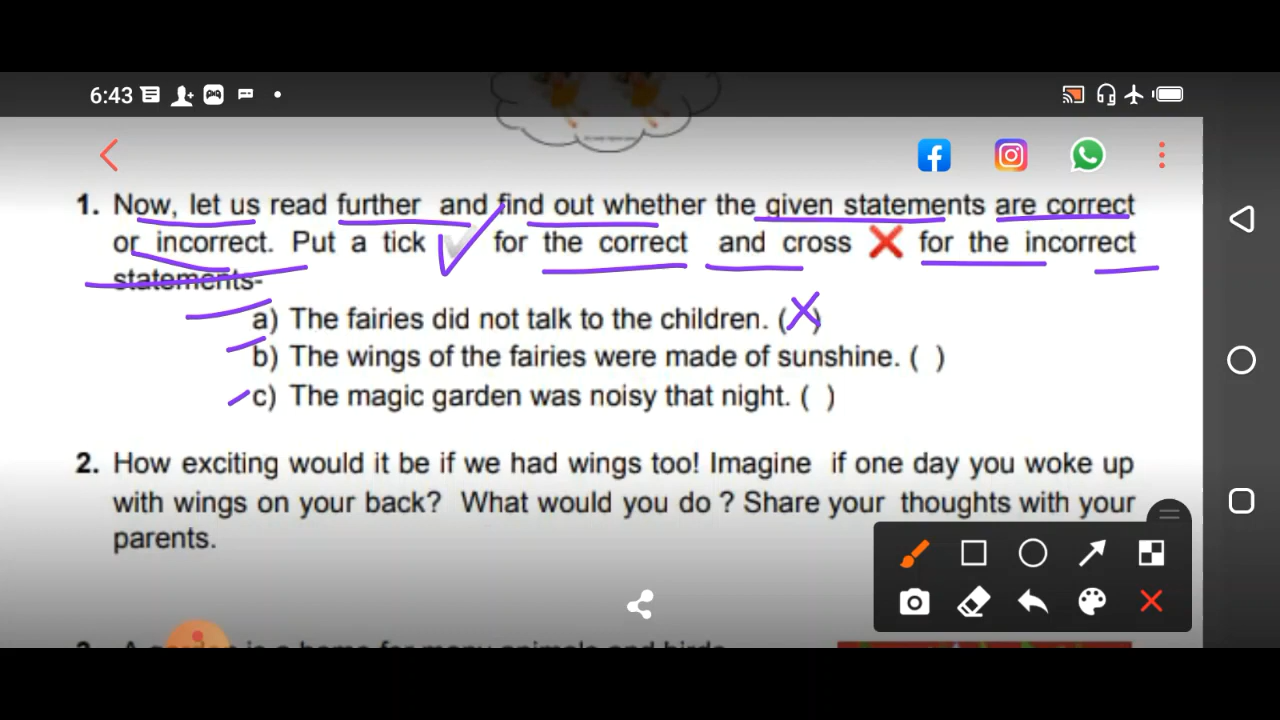 6:43
1. Now, let us read further and find out whether the given statements are correct
or incorrect. Put a tick for the correct and cross ❌ for the incorrect
statements-
a) The fairies did not talk to the children. (X)
b) The wings of the fairies were made of sunshine. ( )
c) The magic garden was noisy that night. ( )
2. How exciting would it be if we had wings too! Imagine if one day you woke up
with wings on your back? What would you do ? Share your thoughts with your
parents.